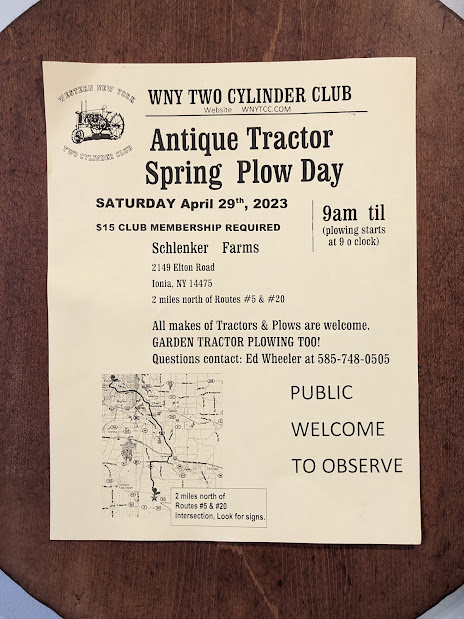 WESTERN NEW YORK
TWO CYLINDER CLUB
WNY TWO CYLINDER CLUB
Website WNYTCC.COM
Antique Tractor
Spring Plow Day
SATURDAY April 29th, 2023
$15 CLUB MEMBERSHIP REQUIRED
9am til
(plowing starts
at 9 o clock)
Schlenker Farms
2149 Elton Road
Ionia, NY 14475
2 miles north of Routes #5 & #20
All makes of Tractors & Plows are welcome.
GARDEN TRACTOR PLOWING TOO!
Questions contact: Ed Wheeler at 585-748-0505
PUBLIC
WELCOME
TO OBSERVE
2 miles north of
Routes #5 & #20
Intersection, Look for signs.